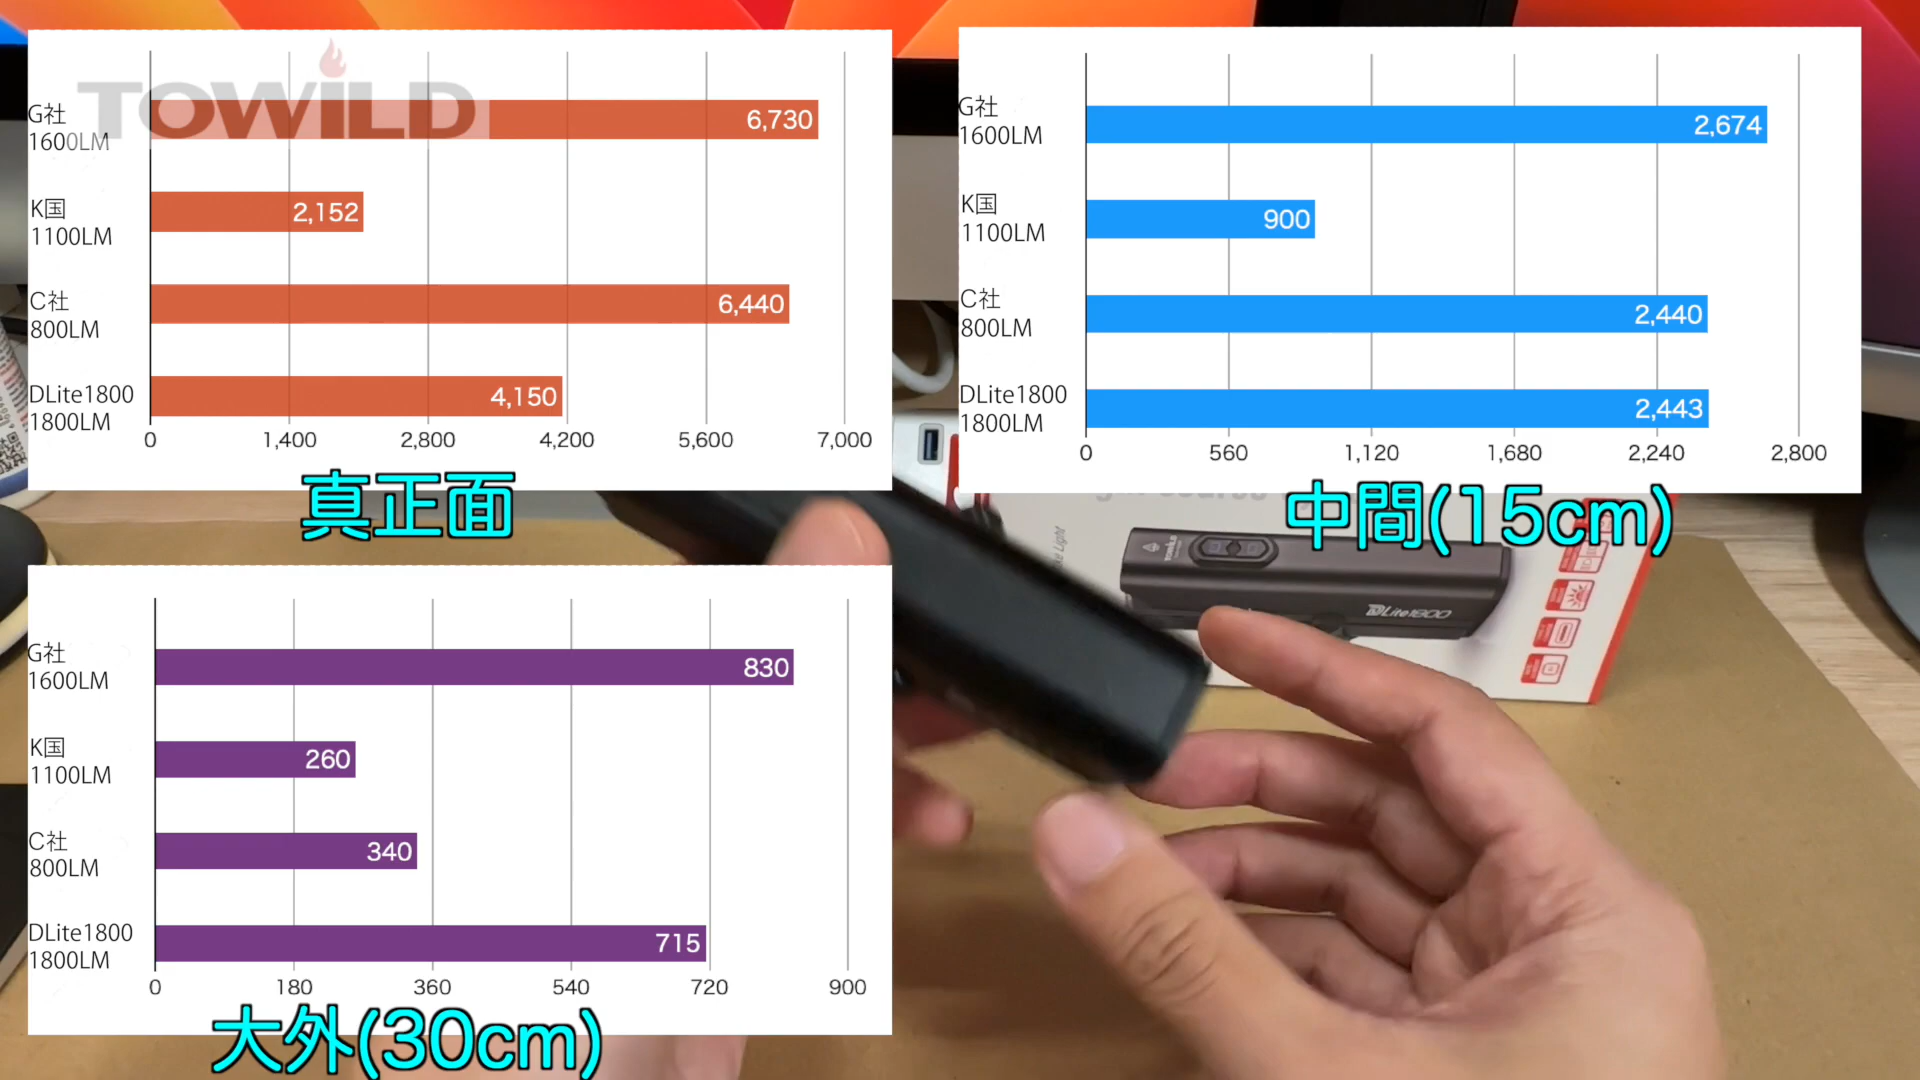 TOWILD
G社
1600LM
6,730
K国
1100LM
2,152
C社
800LM
6,440
DLite1800
1800LM
4,150
0 1,400 2,800 4,200 5,600 7,000
真正面
G社
1600LM
2,674
K国
1100LM
900
C社
800LM
2,440
DLite1800
1800LM
2,443
0 560 1,120 1,680 2,240 2,800
中間(15cm)
DLite1800
G社
1600LM
830
K国
1100LM
260
C社
800LM
340
DLite1800
1800LM
715
0 180 360 540 720 900
大外(30cm)